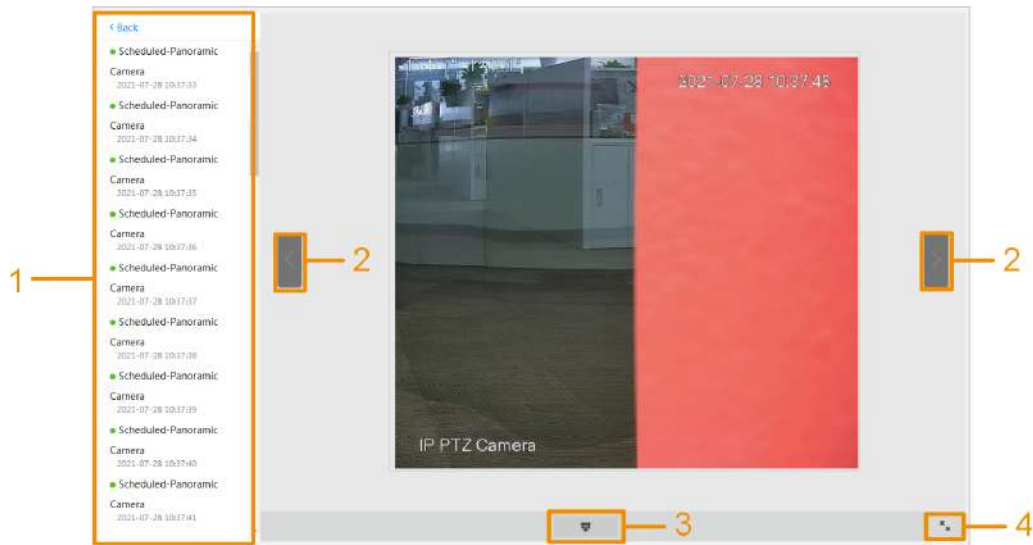 < Back
Scheduled-Panoramic
Camera
2021-07-28 10:37:33
Scheduled-Panoramic
Camera
2021-07-28 10:37:34
Scheduled-Panoramic
Camera
2021-07-28 10:37:35
Scheduled-Panoramic
Camera
2021-07-28 10:37:36
Scheduled-Panoramic
Camera
2021-07-28 10:37:37
Scheduled-Panoramic
Camera
2021-07-28 10:37:38
Scheduled-Panoramic
Camera
2021-07-28 10:37:39
Scheduled-Panoramic
Camera
2021-07-28 10:37:40
Scheduled-Panoramic
Camera
2021-07-28 10:37:41
1
2
2021-07-28 10:37:48
IP PTZ Camera
2
3
4